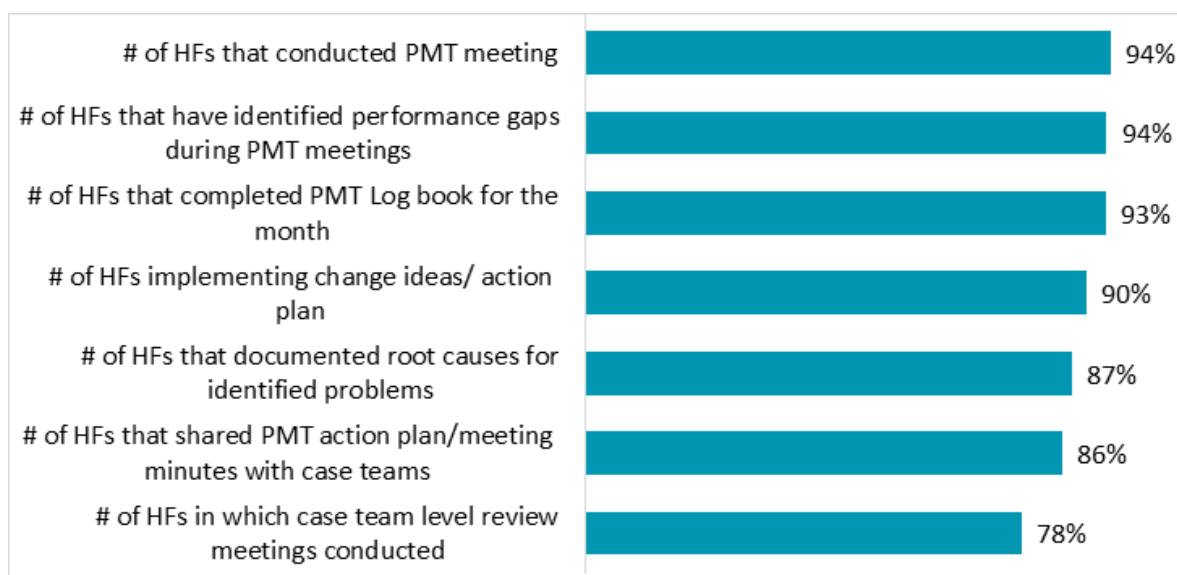 # of HFs that conducted PMT meeting
94%
# of HFs that have identified performance gaps
during PMT meetings
94%
# of HFs that completed PMT Log book for the
month
93%
# of HFs implementing change ideas/ action
plan
90%
# of HFs that documented root causes for
identified problems
87%
# of HFs that shared PMT action plan/meeting
minutes with case teams
86%
# of HFs in which case team level review
meetings conducted
78%